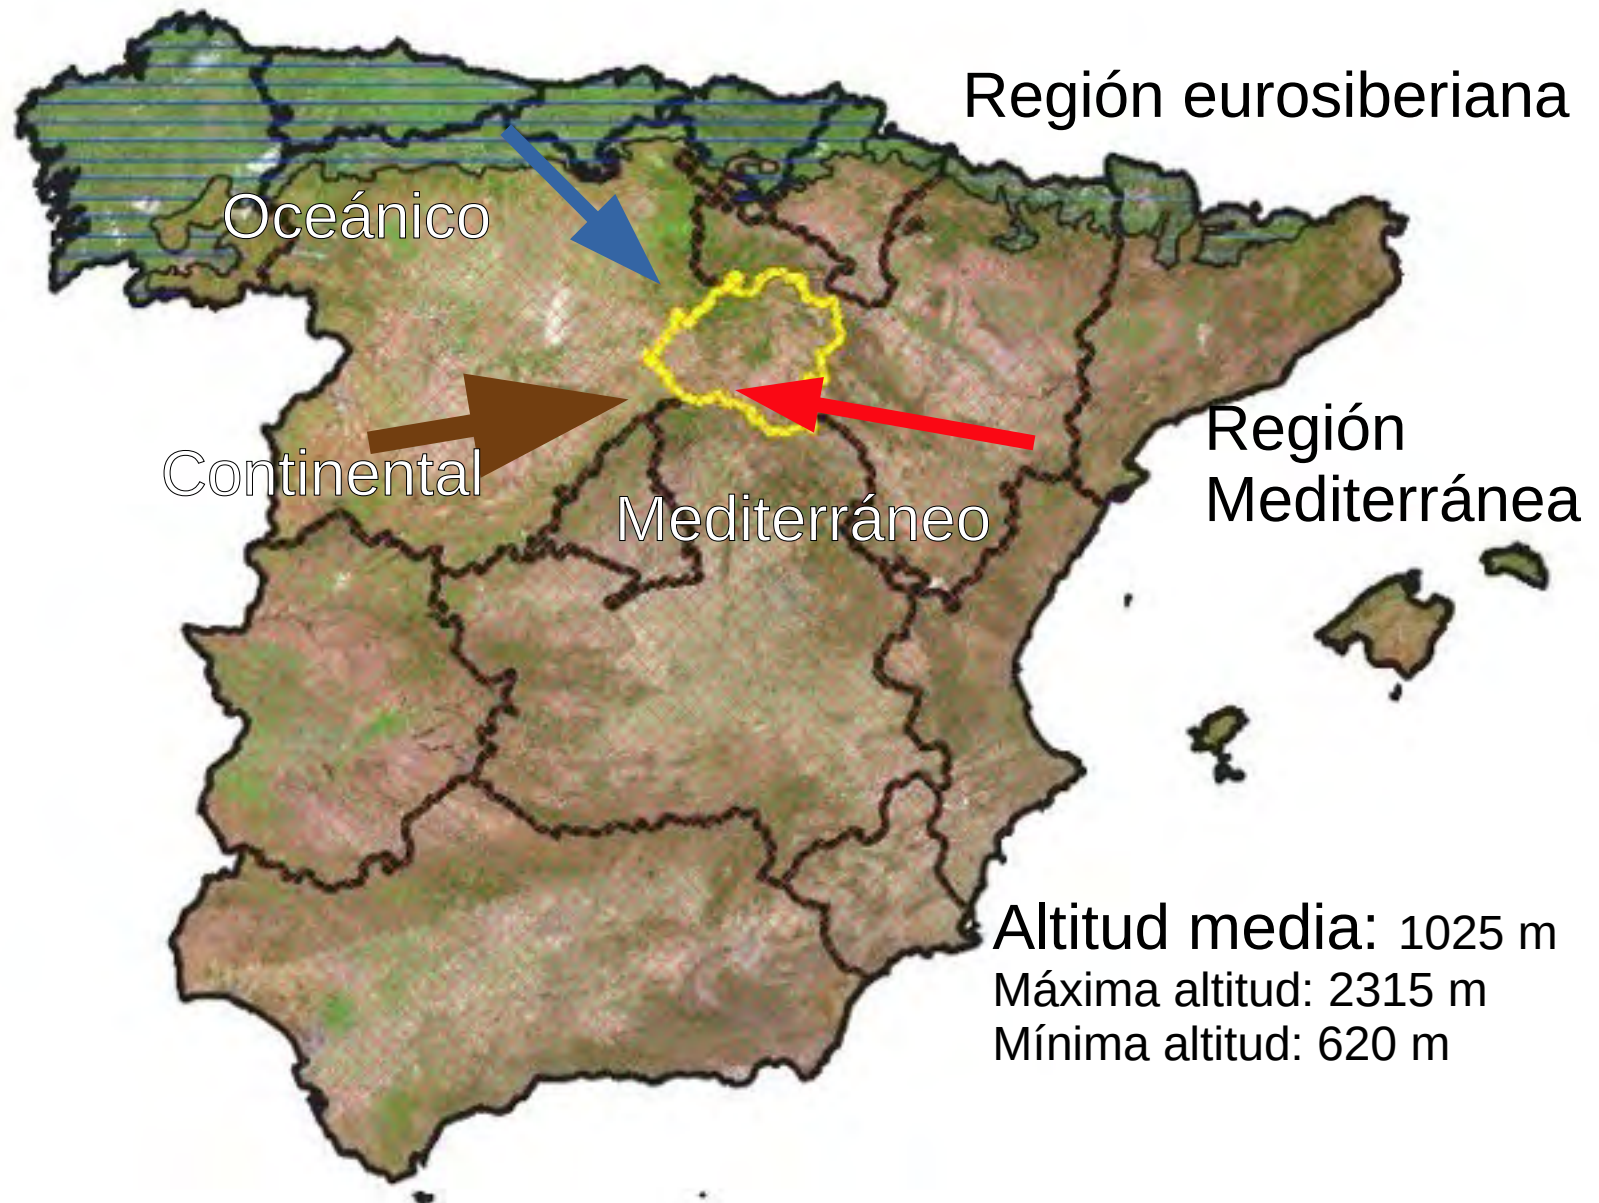 Región eurosiberiana
Oceánico
Región
Mediterránea
Continental
Mediterráneo
Altitud media: 1025 m
Máxima altitud: 2315 m
Mínima altitud: 620 m